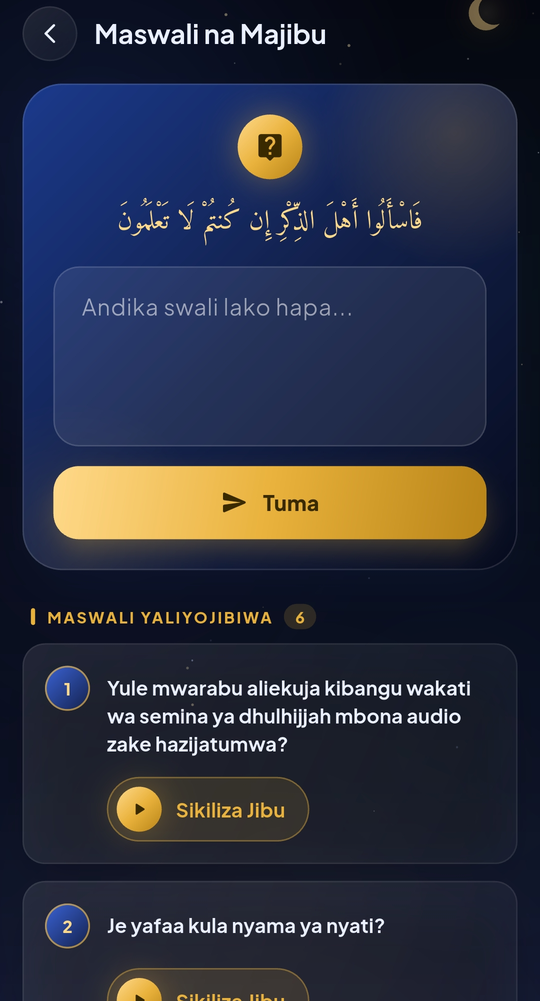 Maswali na Majibu
فَاسْأَلُوا أَهْلَ الذِّكْرِ إِن كُنتُمْ لَا تَعْلَمُونَ
Andika swali lako hapa...
Tuma
MASWALI YALIYOJIBIWA 6
1 Yule mwarabu aliekuja kibangu wakati
wa semina ya dhulhijjah mbona audio
zake hazijatumwa?
Sikiliza Jibu
2 Je yafaa kula nyama ya nyati?
Sikiliza Jibu